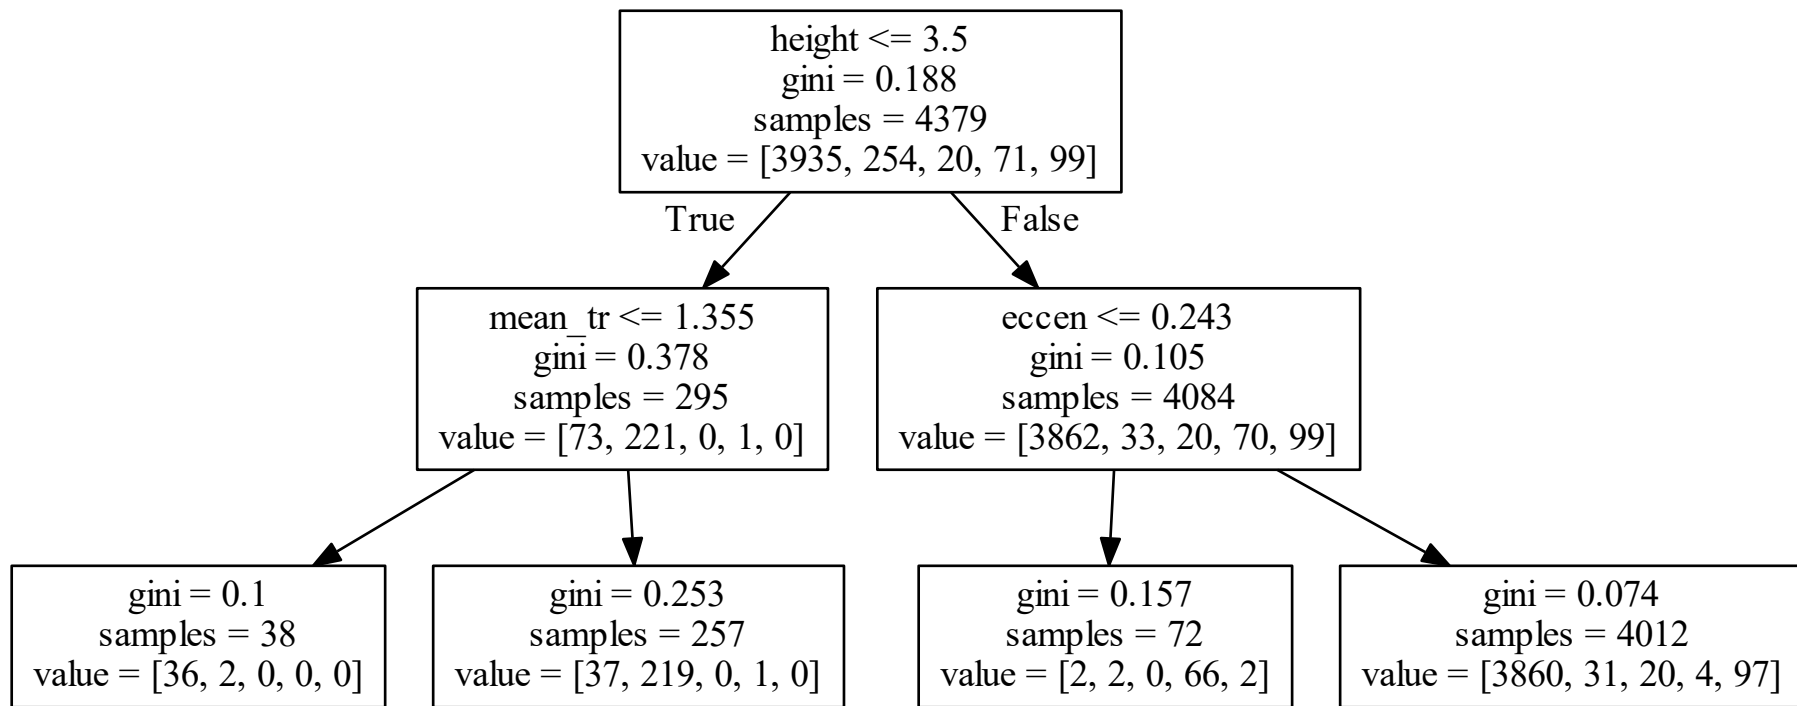 height <= 3.5
gini = 0.188
samples = 4379
value = [3935, 254, 20, 71, 99]
True
False
mean_tr <= 1.355
gini = 0.378
samples = 295
value = [73, 221, 0, 1, 0]
eccen <= 0.243
gini = 0.105
samples = 4084
value = [3862, 33, 20, 70, 99]
gini = 0.1
samples = 38
value = [36, 2, 0, 0, 0]
gini = 0.253
samples = 257
value = [37, 219, 0, 1, 0]
gini = 0.157
samples = 72
value = [2, 2, 0, 66, 2]
gini = 0.074
samples = 4012
value = [3860, 31, 20, 4, 97]